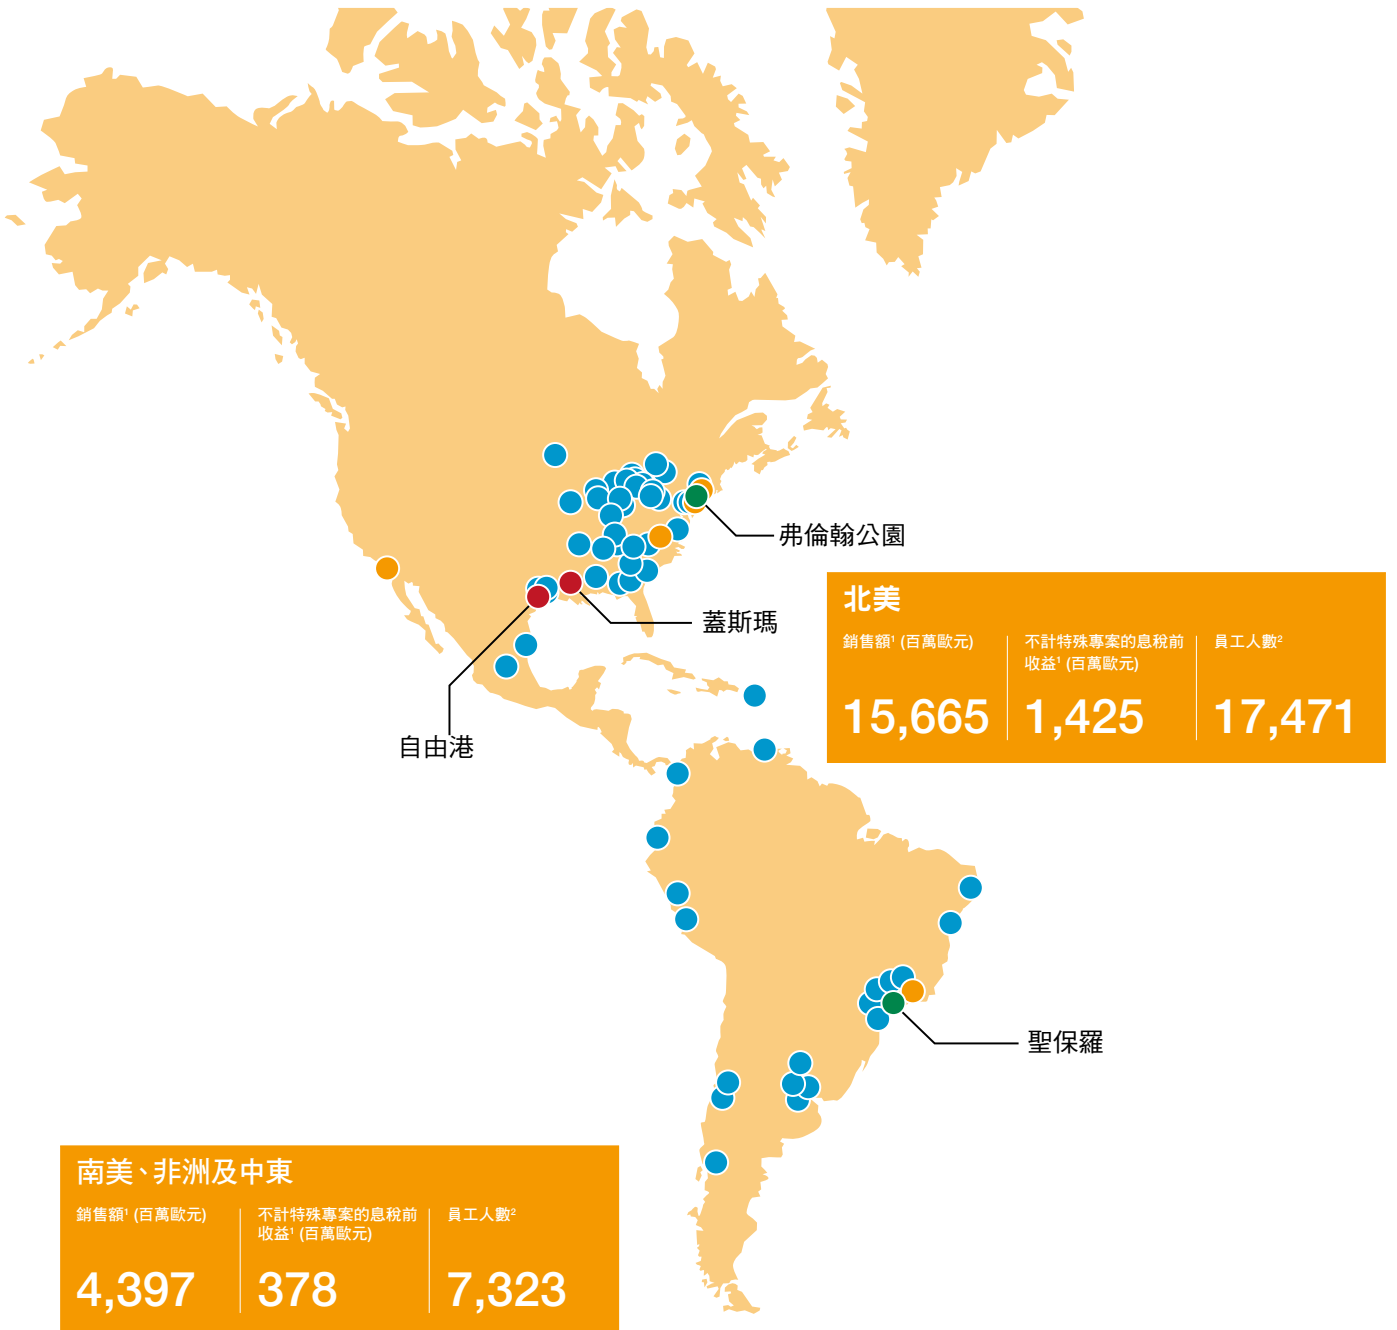 弗倫翰公園
蓋斯瑪
自由港
北美
銷售額¹ (百萬歐元)
15,665
不計特殊專案的息稅前
收益¹ (百萬歐元)
1,425
員工人數²
17,471
聖保羅
南美、非洲及中東
銷售額¹ (百萬歐元)
4,397
不計特殊專案的息稅前
收益¹ (百萬歐元)
378
員工人數²
7,323